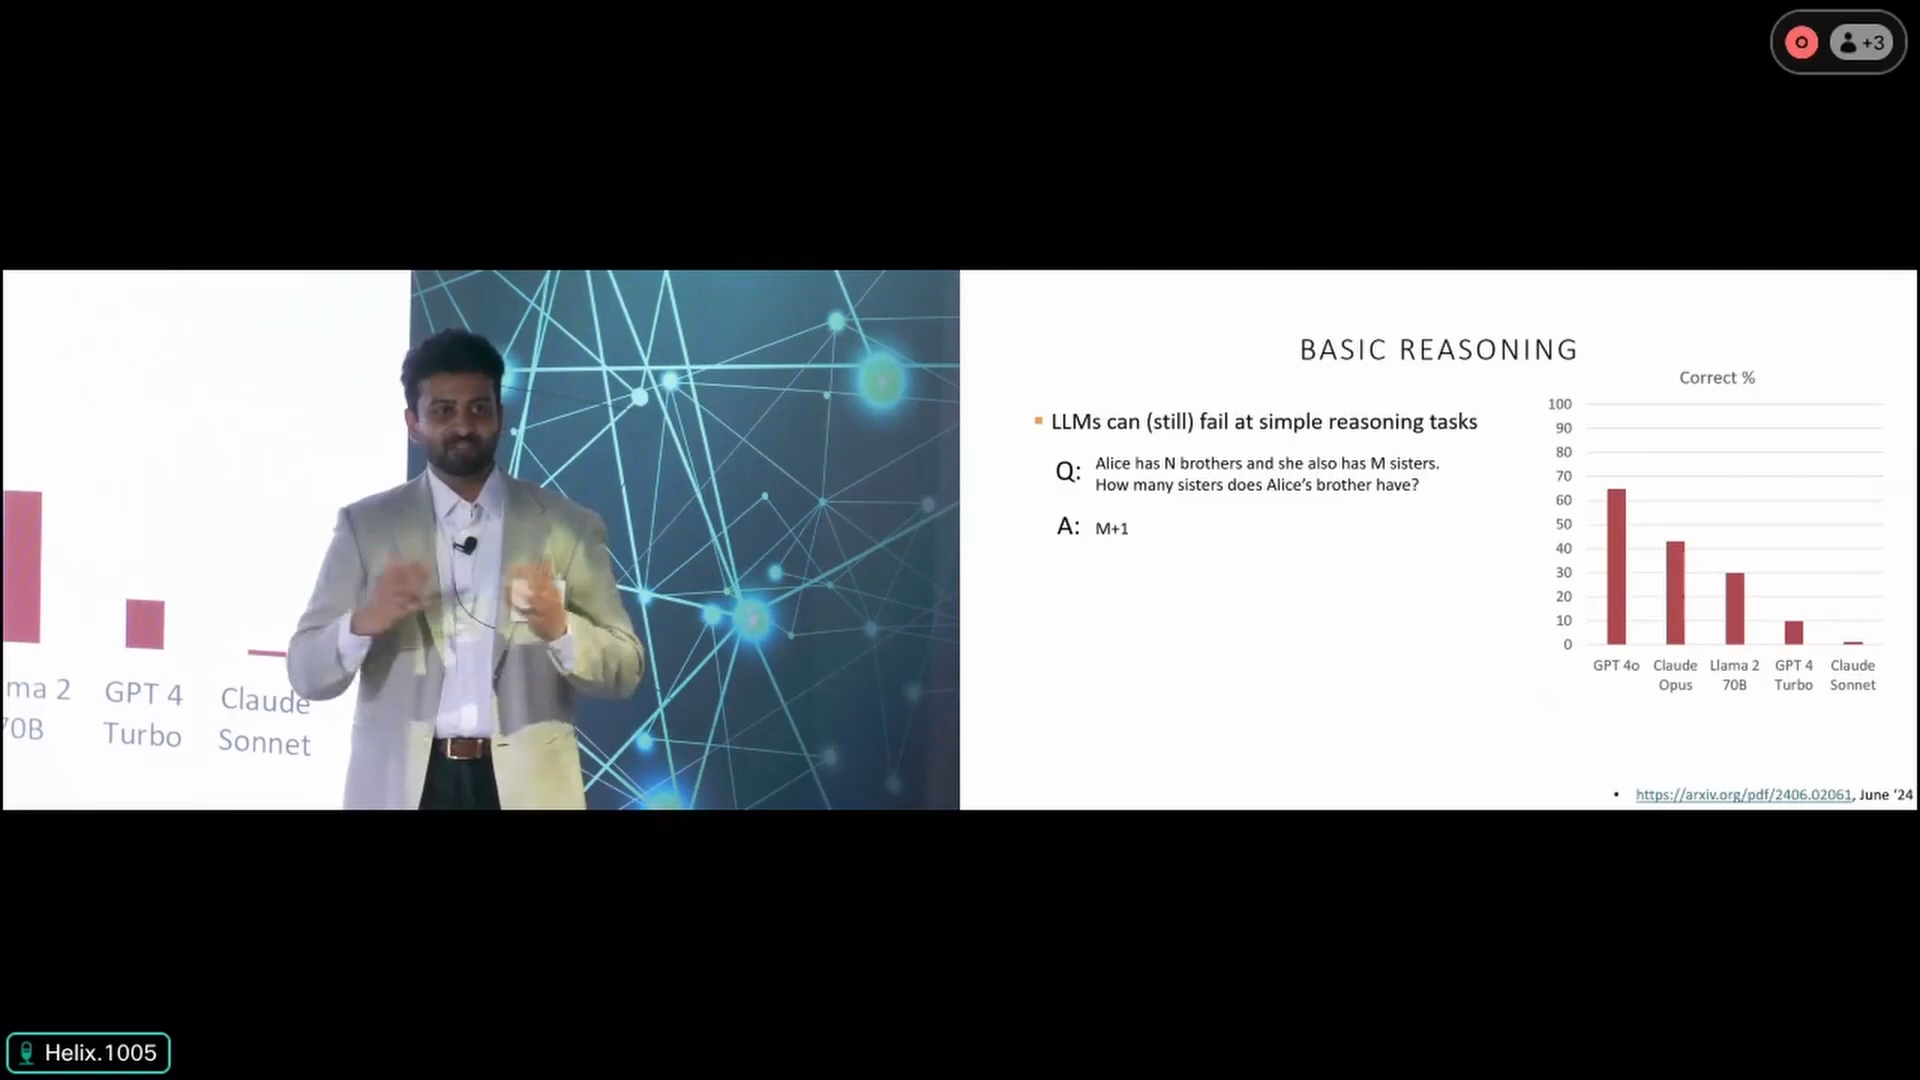 +3
ma 2
70B
GPT 4
Turbo
Claude
Sonnet
BASIC REASONING
▪ LLMs can (still) fail at simple reasoning tasks
Q: Alice has N brothers and she also has M sisters.
How many sisters does Alice’s brother have?
A: M+1
Correct %
100
90
80
70
60
50
40
30
20
10
0
GPT 4o
Claude
Opus
Llama 2
70B
GPT 4
Turbo
Claude
Sonnet
• https://arxiv.org/pdf/2406.02061, June ‘24
Helix.1005